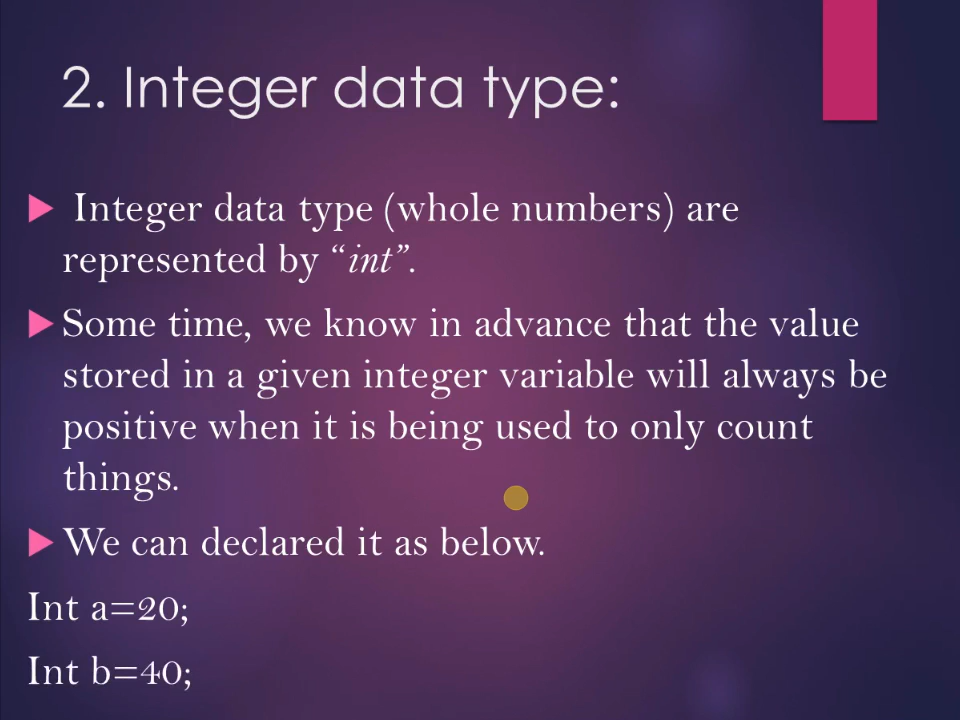 2. Integer data type:
Integer data type (whole numbers) are
represented by “int”.
Some time, we know in advance that the value
stored in a given integer variable will always be
positive when it is being used to only count
things.
We can declared it as below.
Int a=20;
Int b=40;